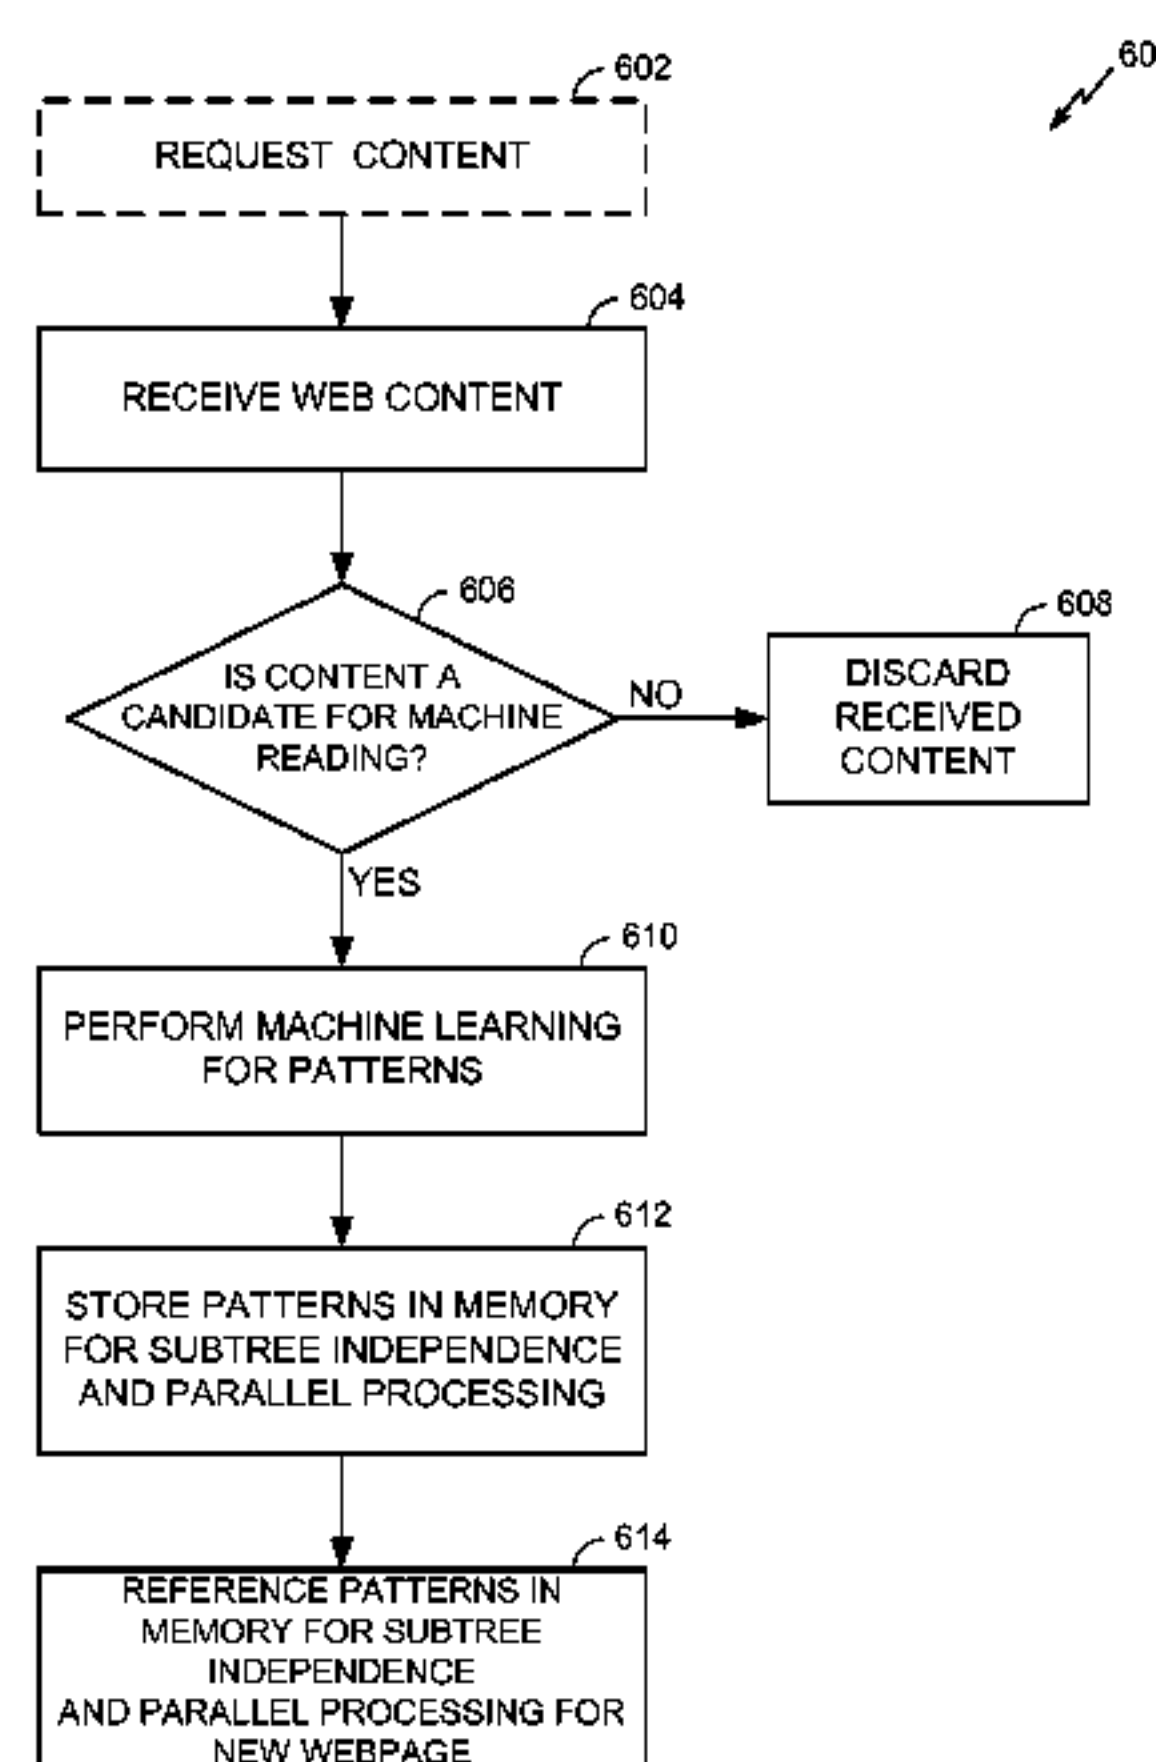 602
60
REQUEST CONTENT
604
RECEIVE WEB CONTENT
606
IS CONTENT A
CANDIDATE FOR MACHINE
READING?
NO
608
DISCARD
RECEIVED
CONTENT
YES
610
PERFORM MACHINE LEARNING
FOR PATTERNS
612
STORE PATTERNS IN MEMORY
FOR SUBTREE INDEPENDENCE
AND PARALLEL PROCESSING
614
REFERENCE PATTERNS IN
MEMORY FOR SUBTREE
INDEPENDENCE
AND PARALLEL PROCESSING FOR
NEW WEBPAGE